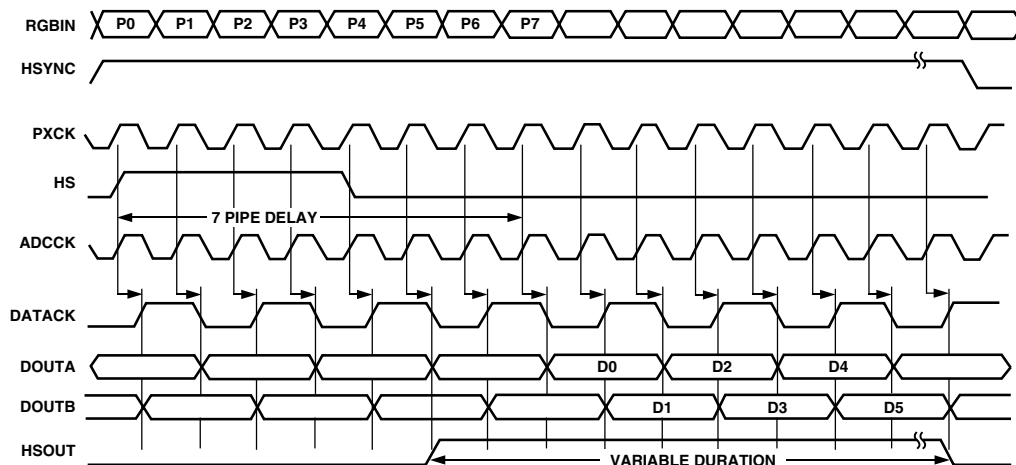 RGBIN P0 P1 P2 P3 P4 P5 P6 P7
HSYNC
PXCK
HS
7 PIPE DELAY
ADCCK
DATACK
DOUTA D0 D2 D4
DOUTB D1 D3 D5
HSOUT
VARIABLE DURATION